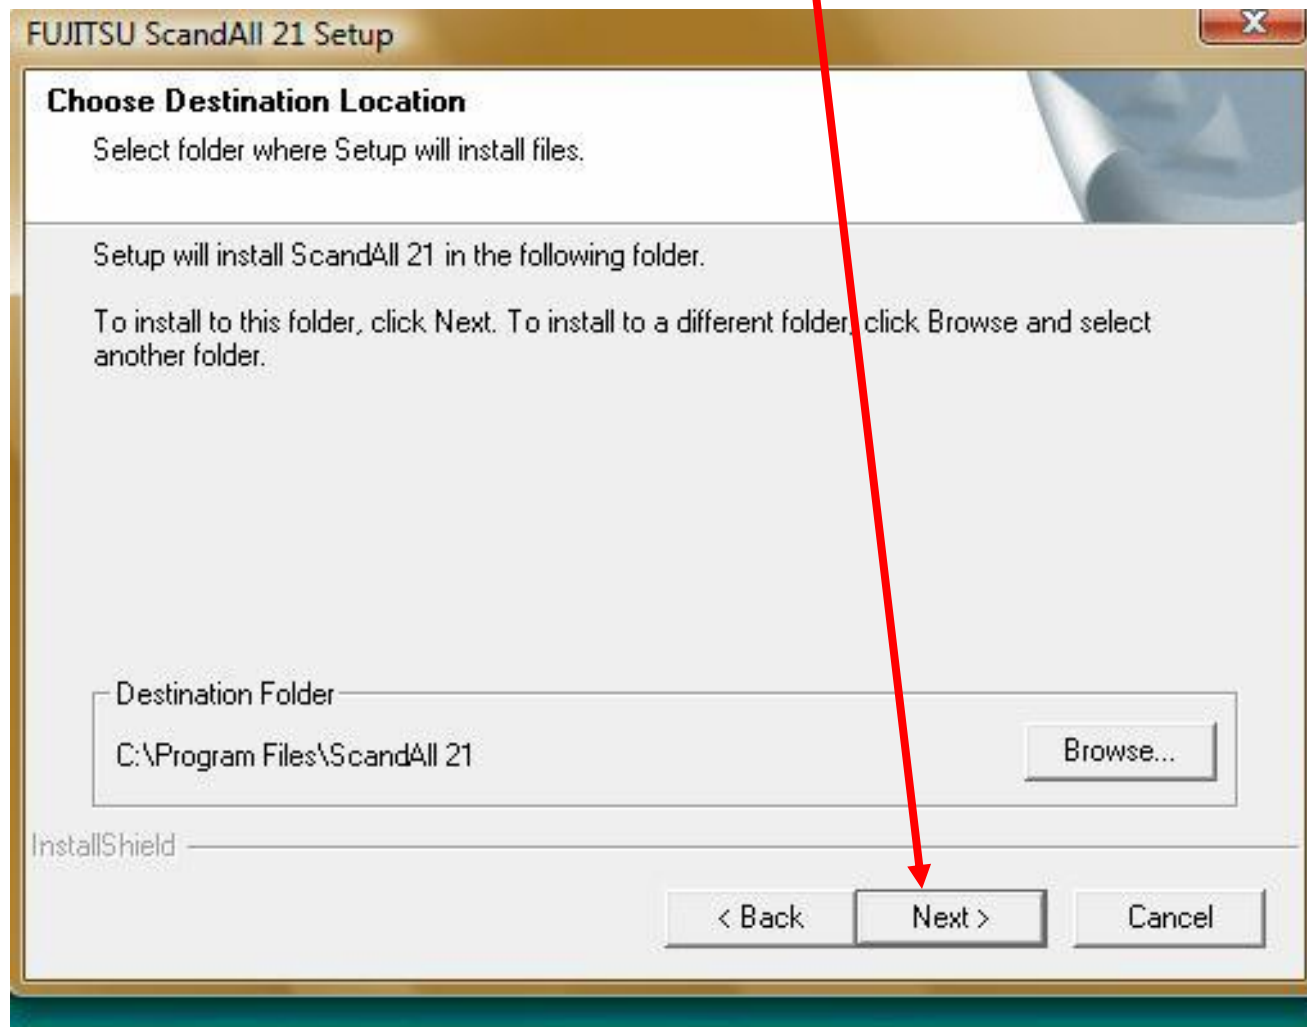 FUJITSU ScandAll 21 Setup
X
Choose Destination Location
Select folder where Setup will install files.
Setup will install ScandAll 21 in the following folder.
To install to this folder, click Next. To install to a different folder, click Browse and select
another folder.
Destination Folder
C:\Program Files\ScandAll 21
Browse...
InstallShield
< Back
Next >
Cancel